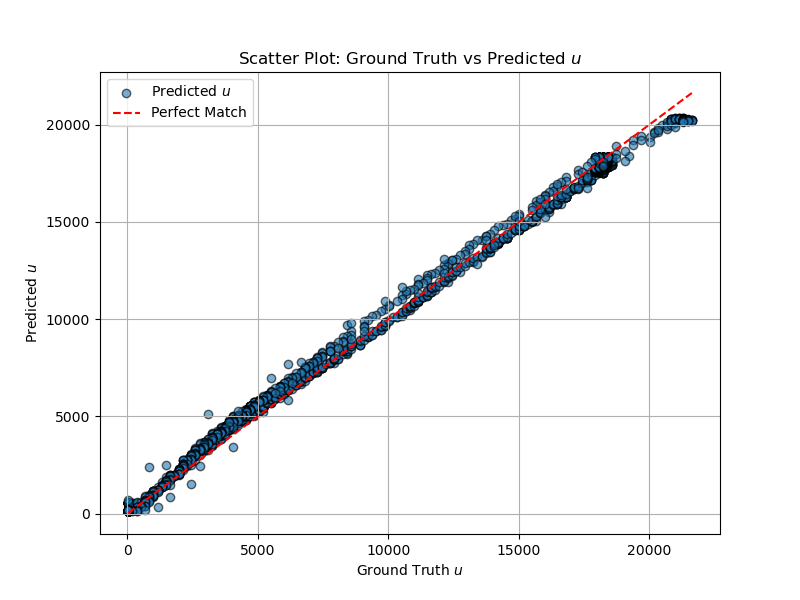 Scatter Plot: Ground Truth vs Predicted u
Predicted u
Perfect Match
20000
15000
10000
5000
0
Predicted u
0 5000 10000 15000 20000
Ground Truth u